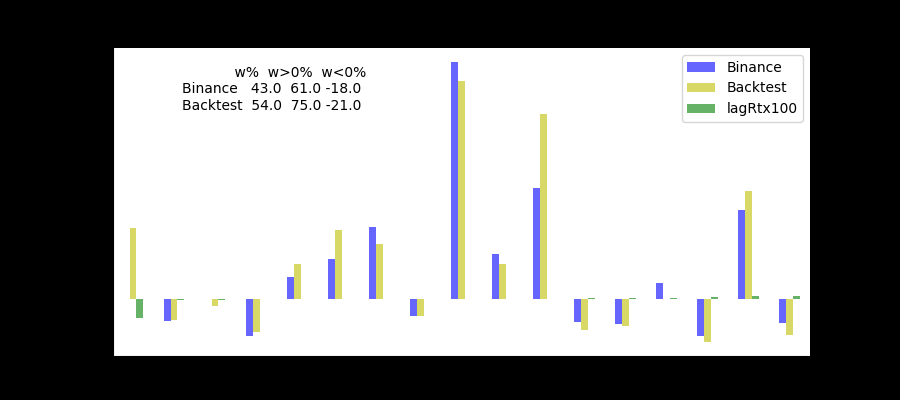 w% w>0% w<0%
Binance 43.0 61.0 -18.0
Backtest 54.0 75.0 -21.0
Binance
Backtest
lagRtx100